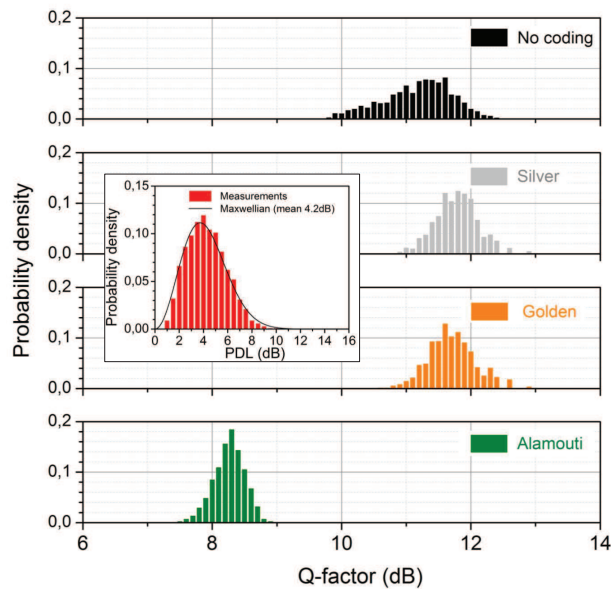 0,2
0,1
0,0
No coding
0,2
0,1
0,0
Silver
0,2
0,1
0,0
Golden
0,2
0,1
0,0
Alamouti
6 8 10 12 14
Q-factor (dB)
Probability density
0,15
0,10
0,05
0,00
Measurements
Maxwellian (mean 4.2dB)
0 2 4 6 8 10 12 14 16
PDL (dB)
Probability density